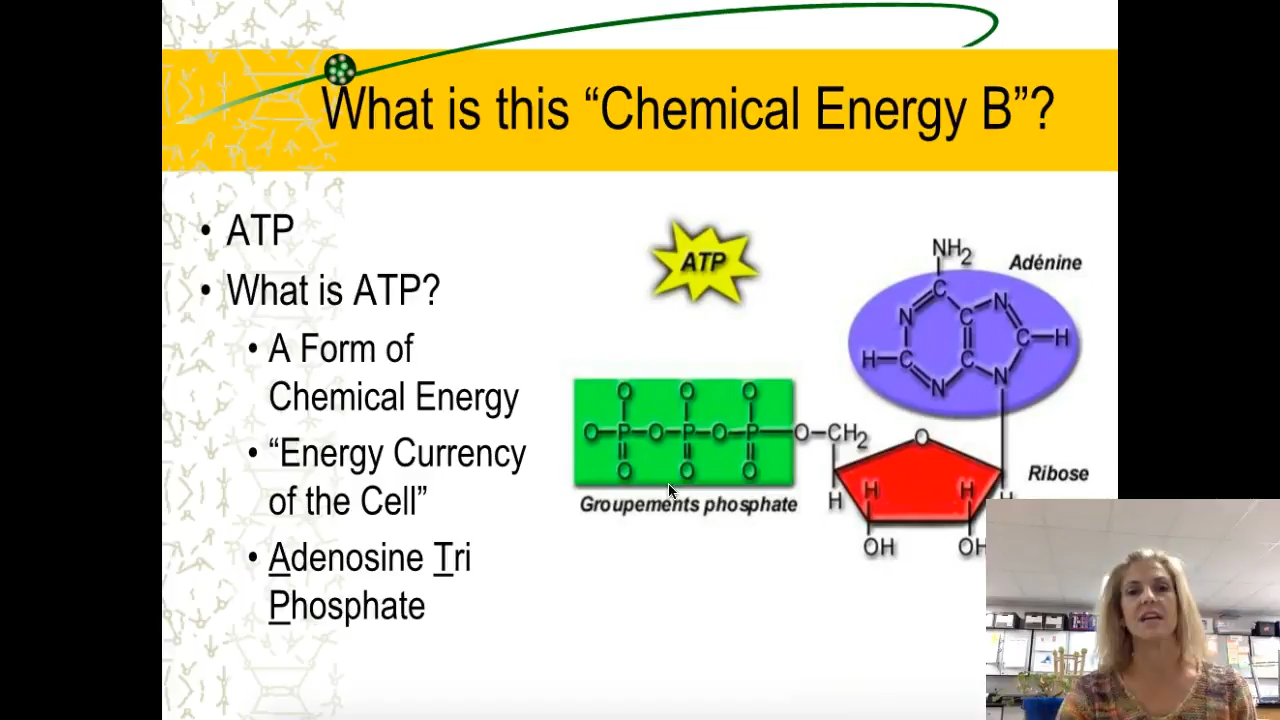 What is this “Chemical Energy B”?
• ATP
• What is ATP?
• A Form of
Chemical Energy
• “Energy Currency
of the Cell”
• Adenosine Tri
Phosphate
ATP
NH2
Adénine
N
C
C
N
C
H
H
C
C
N
N
O
O
O
O
P
O
P
O
P
O
CH2
O
O
O
O
Groupements phosphate
Ribose
H
H
H
H
OH
OH